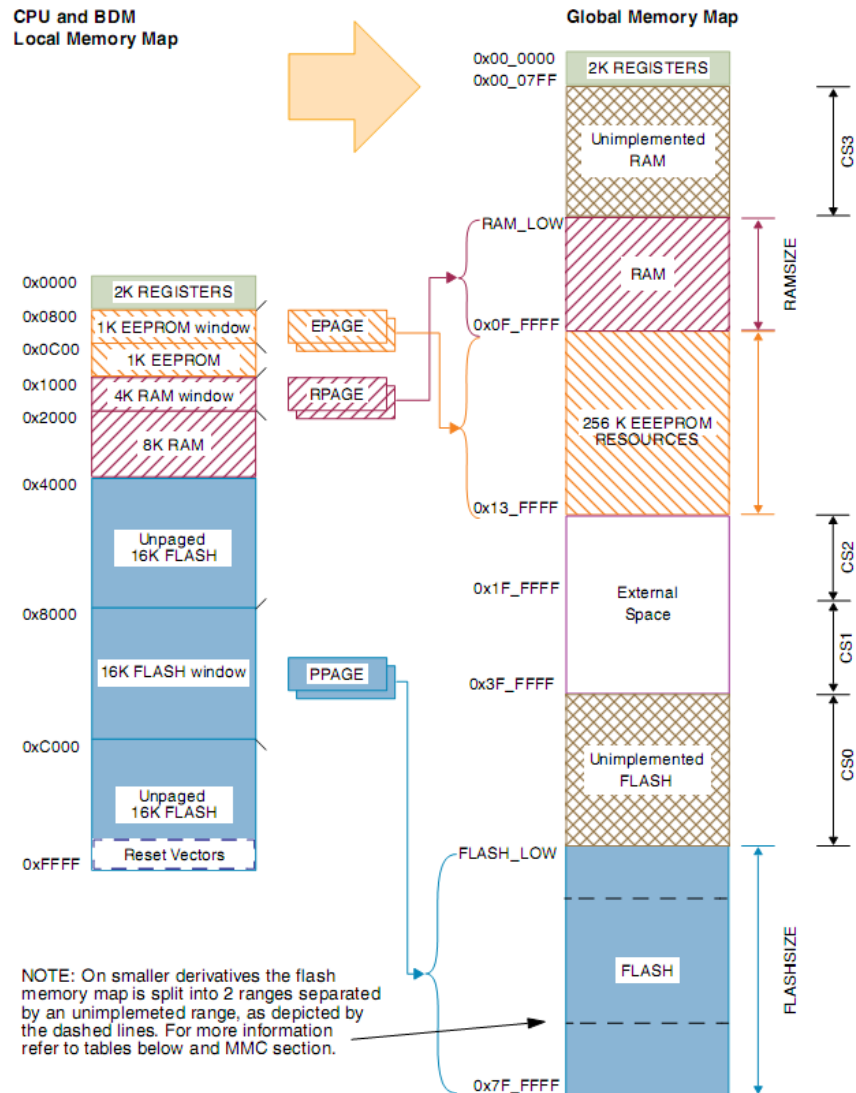 CPU and BDM
Local Memory Map
Global Memory Map
0x00_0000
0x00_07FF
2K REGISTERS
Unimplemented
RAM
CS3
RAM_LOW
RAM
RAMSIZE
0x0F_FFFF
256 K EEEPROM
RESOURCES
0x13_FFFF
CS2
0x1F_FFFF
External
Space
CS1
0x3F_FFFF
Unimplemented
FLASH
CS0
FLASH_LOW
FLASH
FLASHSIZE
0x7F_FFFF
0x0000
2K REGISTERS
0x0800
1K EEPROM window
EPAGE
0x0C00
1K EEPROM
0x1000
4K RAM window
RPAGE
0x2000
8K RAM
0x4000
Unpaged
16K FLASH
0x8000
16K FLASH window
PPAGE
0xC000
Unpaged
16K FLASH
Reset Vectors
0xFFFF
NOTE: On smaller derivatives the flash
memory map is split into 2 ranges separated
by an unimplemeted range, as depicted by
the dashed lines. For more information
refer to tables below and MMC section.